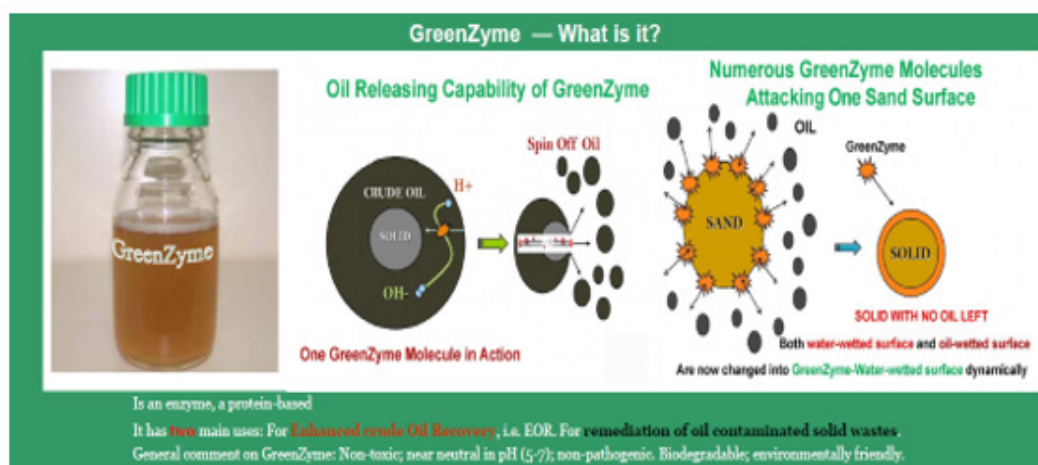 GreenZyme — What is it?
GreenZyme
Oil Releasing Capability of GreenZyme
Spin Off Oil
CRUDE OIL
H+
SOLID
OH-
One GreenZyme Molecule in Action
Numerous GreenZyme Molecules
Attacking One Sand Surface
OIL
GreenZyme
SAND
SOLID
SOLID WITH NO OIL LEFT
Both water-wetted surface and oil-wetted surface
Are now changed into GreenZyme-Water-wetted surface dynamically
Is an enzyme, a protein-based
It has two main uses: For Enhanced crude Oil Recovery, i.e. EOR. For remediation of oil contaminated solid wastes.
General comment on GreenZyme: Non-toxic; near neutral in pH (5-7); non-pathogenic. Biodegradable; environmentally friendly.